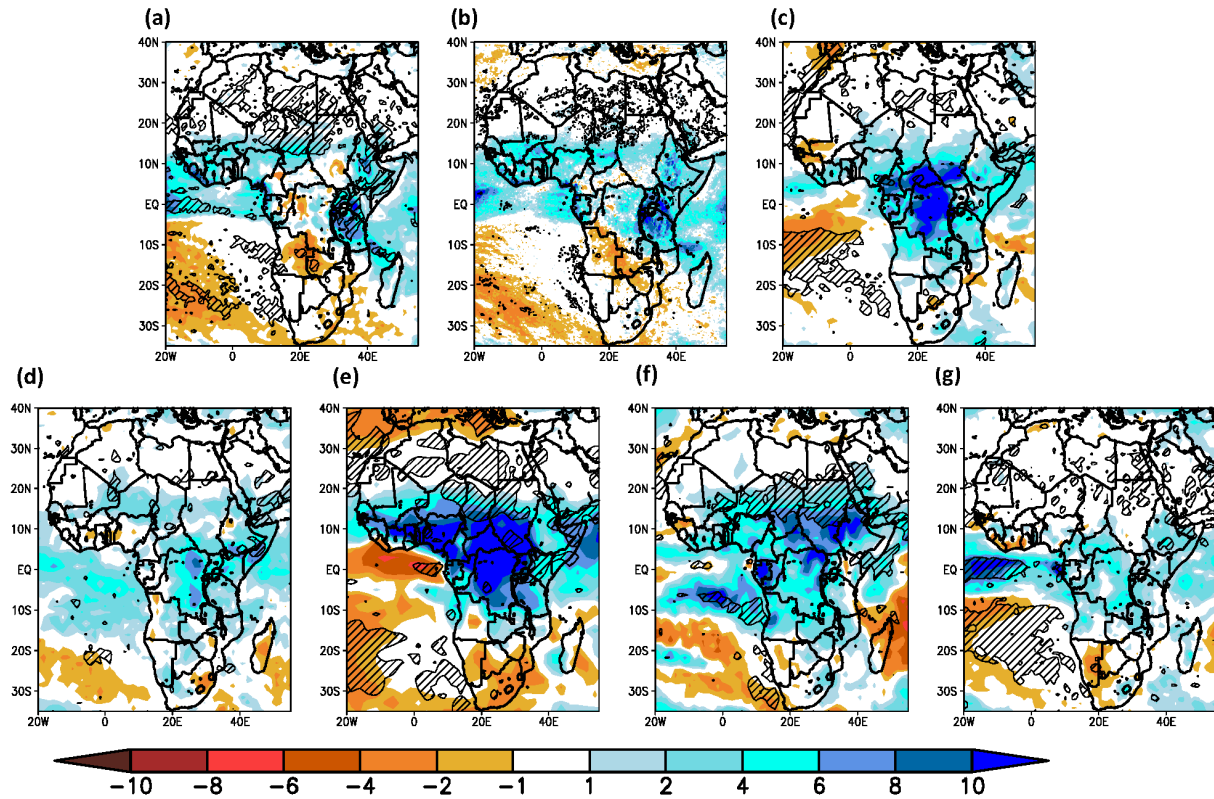 (a) (b) (c)
40N 40N 40N
30N 30N 30N
20N 20N 20N
10N 10N 10N
EQ EQ EQ
10S 10S 10S
20S 20S 20S
30S 30S 30S
20W 0 20E 40E 20W 0 20E 40E 20W 0 20E 40E
(d) (e) (f) (g)
40N 40N 40N 40N
30N 30N 30N 30N
20N 20N 20N 20N
10N 10N 10N 10N
EQ EQ EQ EQ
10S 10S 10S 10S
20S 20S 20S 20S
30S 30S 30S 30S
20W 0 20E 40E 20W 0 20E 40E 20W 0 20E 40E 20W 0 20E 40E
−10 −8 −6 −4 −2 −1 1 2 4 6 8 10